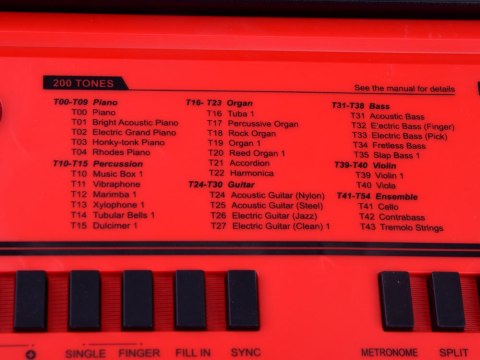 200 TONES
See the manual for details
T00-T09 Piano
T00 Piano
T01 Bright Acoustic Piano
T02 Electric Grand Piano
T03 Honky-tonk Piano
T04 Rhodes Piano
T10-T15 Percussion
T10 Music Box 1
T11 Vibraphone
T12 Marimba 1
T13 Xylophone 1
T14 Tubular Bells 1
T15 Dulcimer 1
T16- T23 Organ
T16 Tuba 1
T17 Percussive Organ
T18 Rock Organ
T19 Organ 1
T20 Reed Organ 1
T21 Accordion
T22 Harmonica
T24-T30 Guitar
T24 Acoustic Guitar (Nylon)
T25 Acoustic Guitar (Steel)
T26 Electric Guitar (Jazz)
T27 Electric Guitar (Clean) 1
T31-T38 Bass
T31 Acoustic Bass
T32 E'ectric Bass (Finger)
T33 Electric Bass (Pick)
T34 Fretless Bass
T35 Slap Bass 1
T39-T40 Violin
T39 Violin 1
T40 Viola
T41-T54 Ensemble
T41 Cello
T42 Contrabass
T43 Tremolo Strings
SINGLE FINGER FILL IN SYNC METRONOME SPLIT